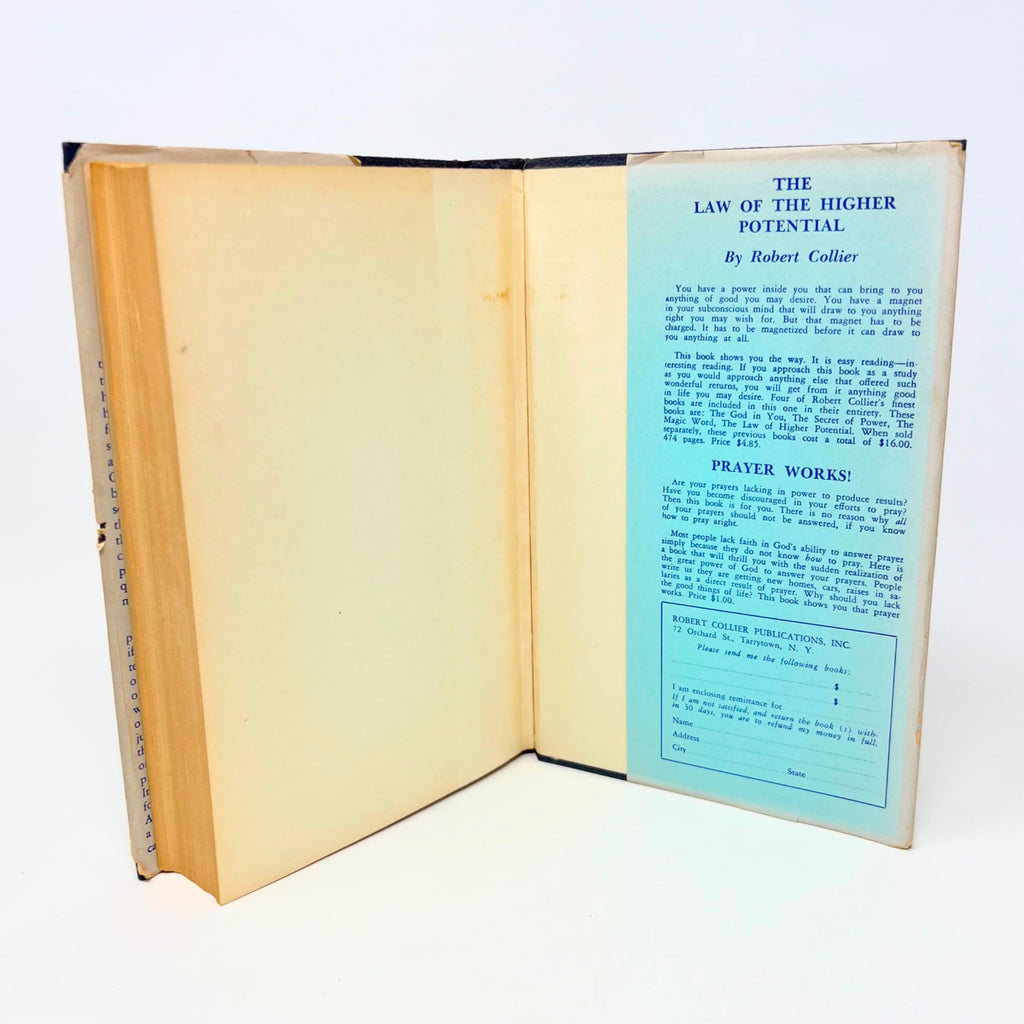 THE
LAW OF THE HIGHER
POTENTIAL
By Robert Collier
You have a power inside you that can bring to you
anything of good you may desire. You have a magnet
in your subconscious mind that will draw to you anything
right you may wish for. But that magnet has to be
charged. It has to be magnetized before it can draw to
you anything at all.
This book shows you the way. It is easy reading—in-
teresting reading. If you approach this book as a study
as you would approach anything else that offered such
wonderful returns, you will get from it anything good
in life you may desire. Four of Robert Collier's finest
books are included in this one in their entirety. These
books are: The God in You, The Secret of Power, The
Magic Word, The Law of Higher Potential. When sold
separately, these previous books cost a total of $16.00.
474 pages. Price $4.85.
PRAYER WORKS!
Are your prayers lacking in power to produce results?
Have you become discouraged in your efforts to pray?
Then this book is for you. There is no reason why all
of your prayers should not be answered, if you know
how to pray aright.
Most people lack faith in God's ability to answer prayer
simply because they do not know how to pray. Here is
a book that will thrill you with the sudden realization of
the great power of God to answer your prayers. People
write us they are getting new homes, cars, raises in sa-
laries as a direct result of prayer. Why should you lack
the good things of life? This book shows you that prayer
works. Price $1.00.
ROBERT COLLIER PUBLICATIONS, INC.
72 Orchard St., Tarrytown, N. Y.
Please send me the following books:
$
$
I am enclosing remittance for
If I am not satisfied, and return the book (s) with-
in 30 days, you are to refund my money in full.
Name
Address
City
State